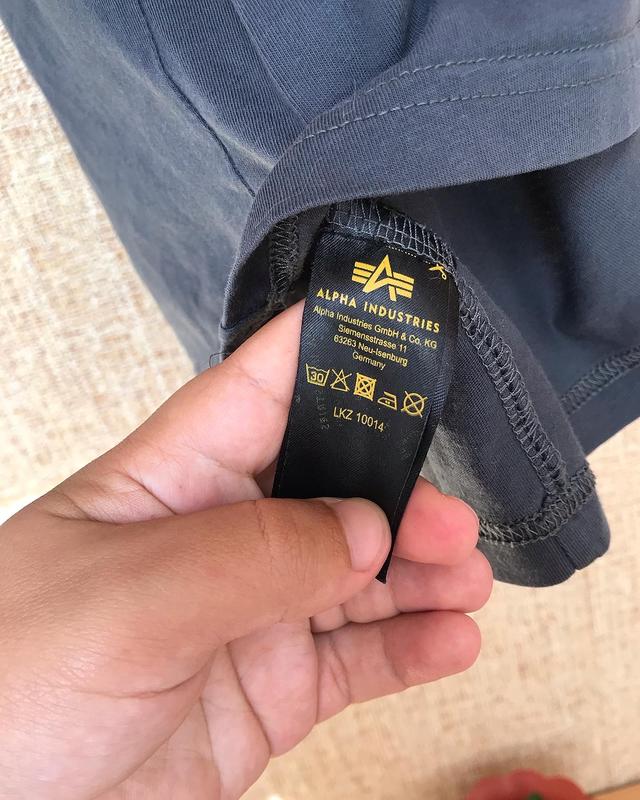 ALPHA INDUSTRIES
Alpha Industries GmbH & Co. KG
Siemensstrasse 11
63263 Neu-Isenburg
Germany
30
LKZ 10014